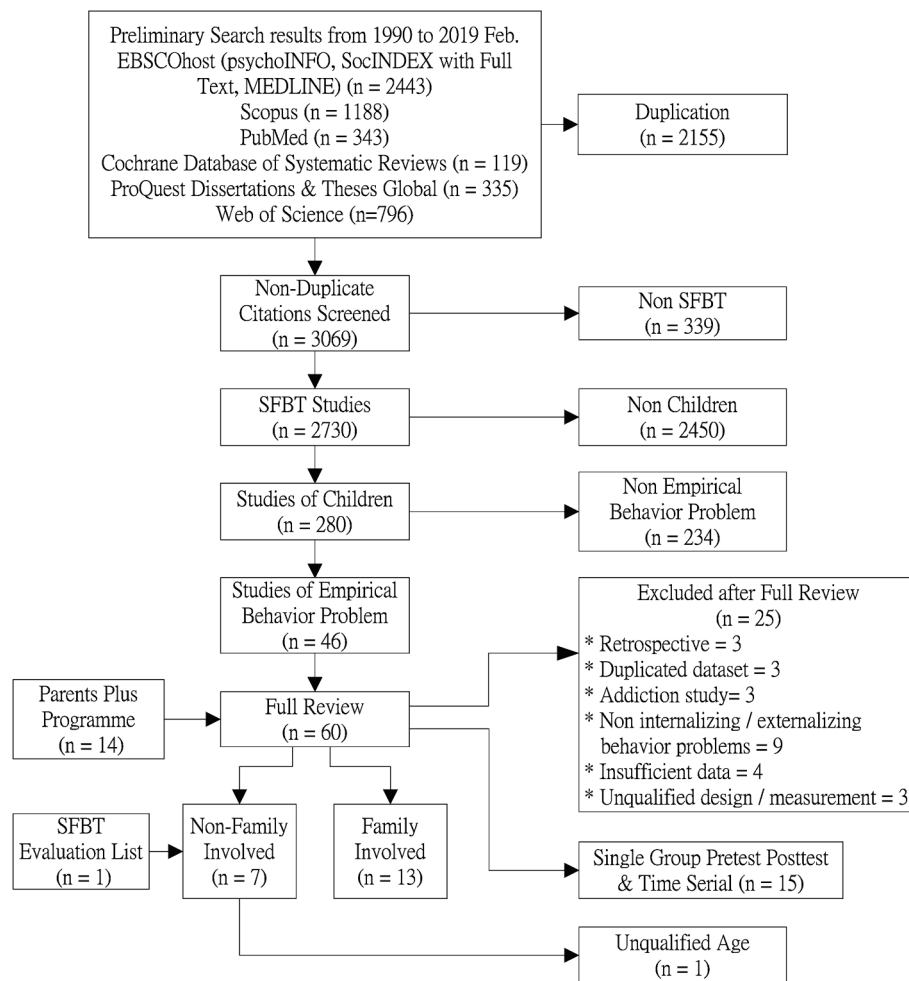 Preliminary Search results from 1990 to 2019 Feb.
EBSCOhost (psychoINFO, SocINDEX with Full
Text, MEDLINE) (n = 2443)
Scopus (n = 1188)
PubMed (n = 343)
Cochrane Database of Systematic Reviews (n = 119)
ProQuest Dissertations & Theses Global (n = 335)
Web of Science (n=796)
Duplication
(n = 2155)
Non-Duplicate
Citations Screened
(n = 3069)
Non SFBT
(n = 339)
SFBT Studies
(n = 2730)
Non Children
(n = 2450)
Studies of Children
(n = 280)
Non Empirical
Behavior Problem
(n = 234)
Studies of Empirical
Behavior Problem
(n = 46)
Excluded after Full Review
(n = 25)
* Retrospective = 3
* Duplicated dataset = 3
* Addiction study= 3
* Non internalizing / externalizing
behavior problems = 9
* Insufficient data = 4
* Unqualified design / measurement = 3
Parents Plus
Programme
(n = 14)
Full Review
(n = 60)
SFBT
Evaluation List
(n = 1)
Non-Family
Involved
(n = 7)
Family
Involved
(n = 13)
Single Group Pretest Posttest
& Time Serial (n = 15)
Unqualified Age
(n = 1)